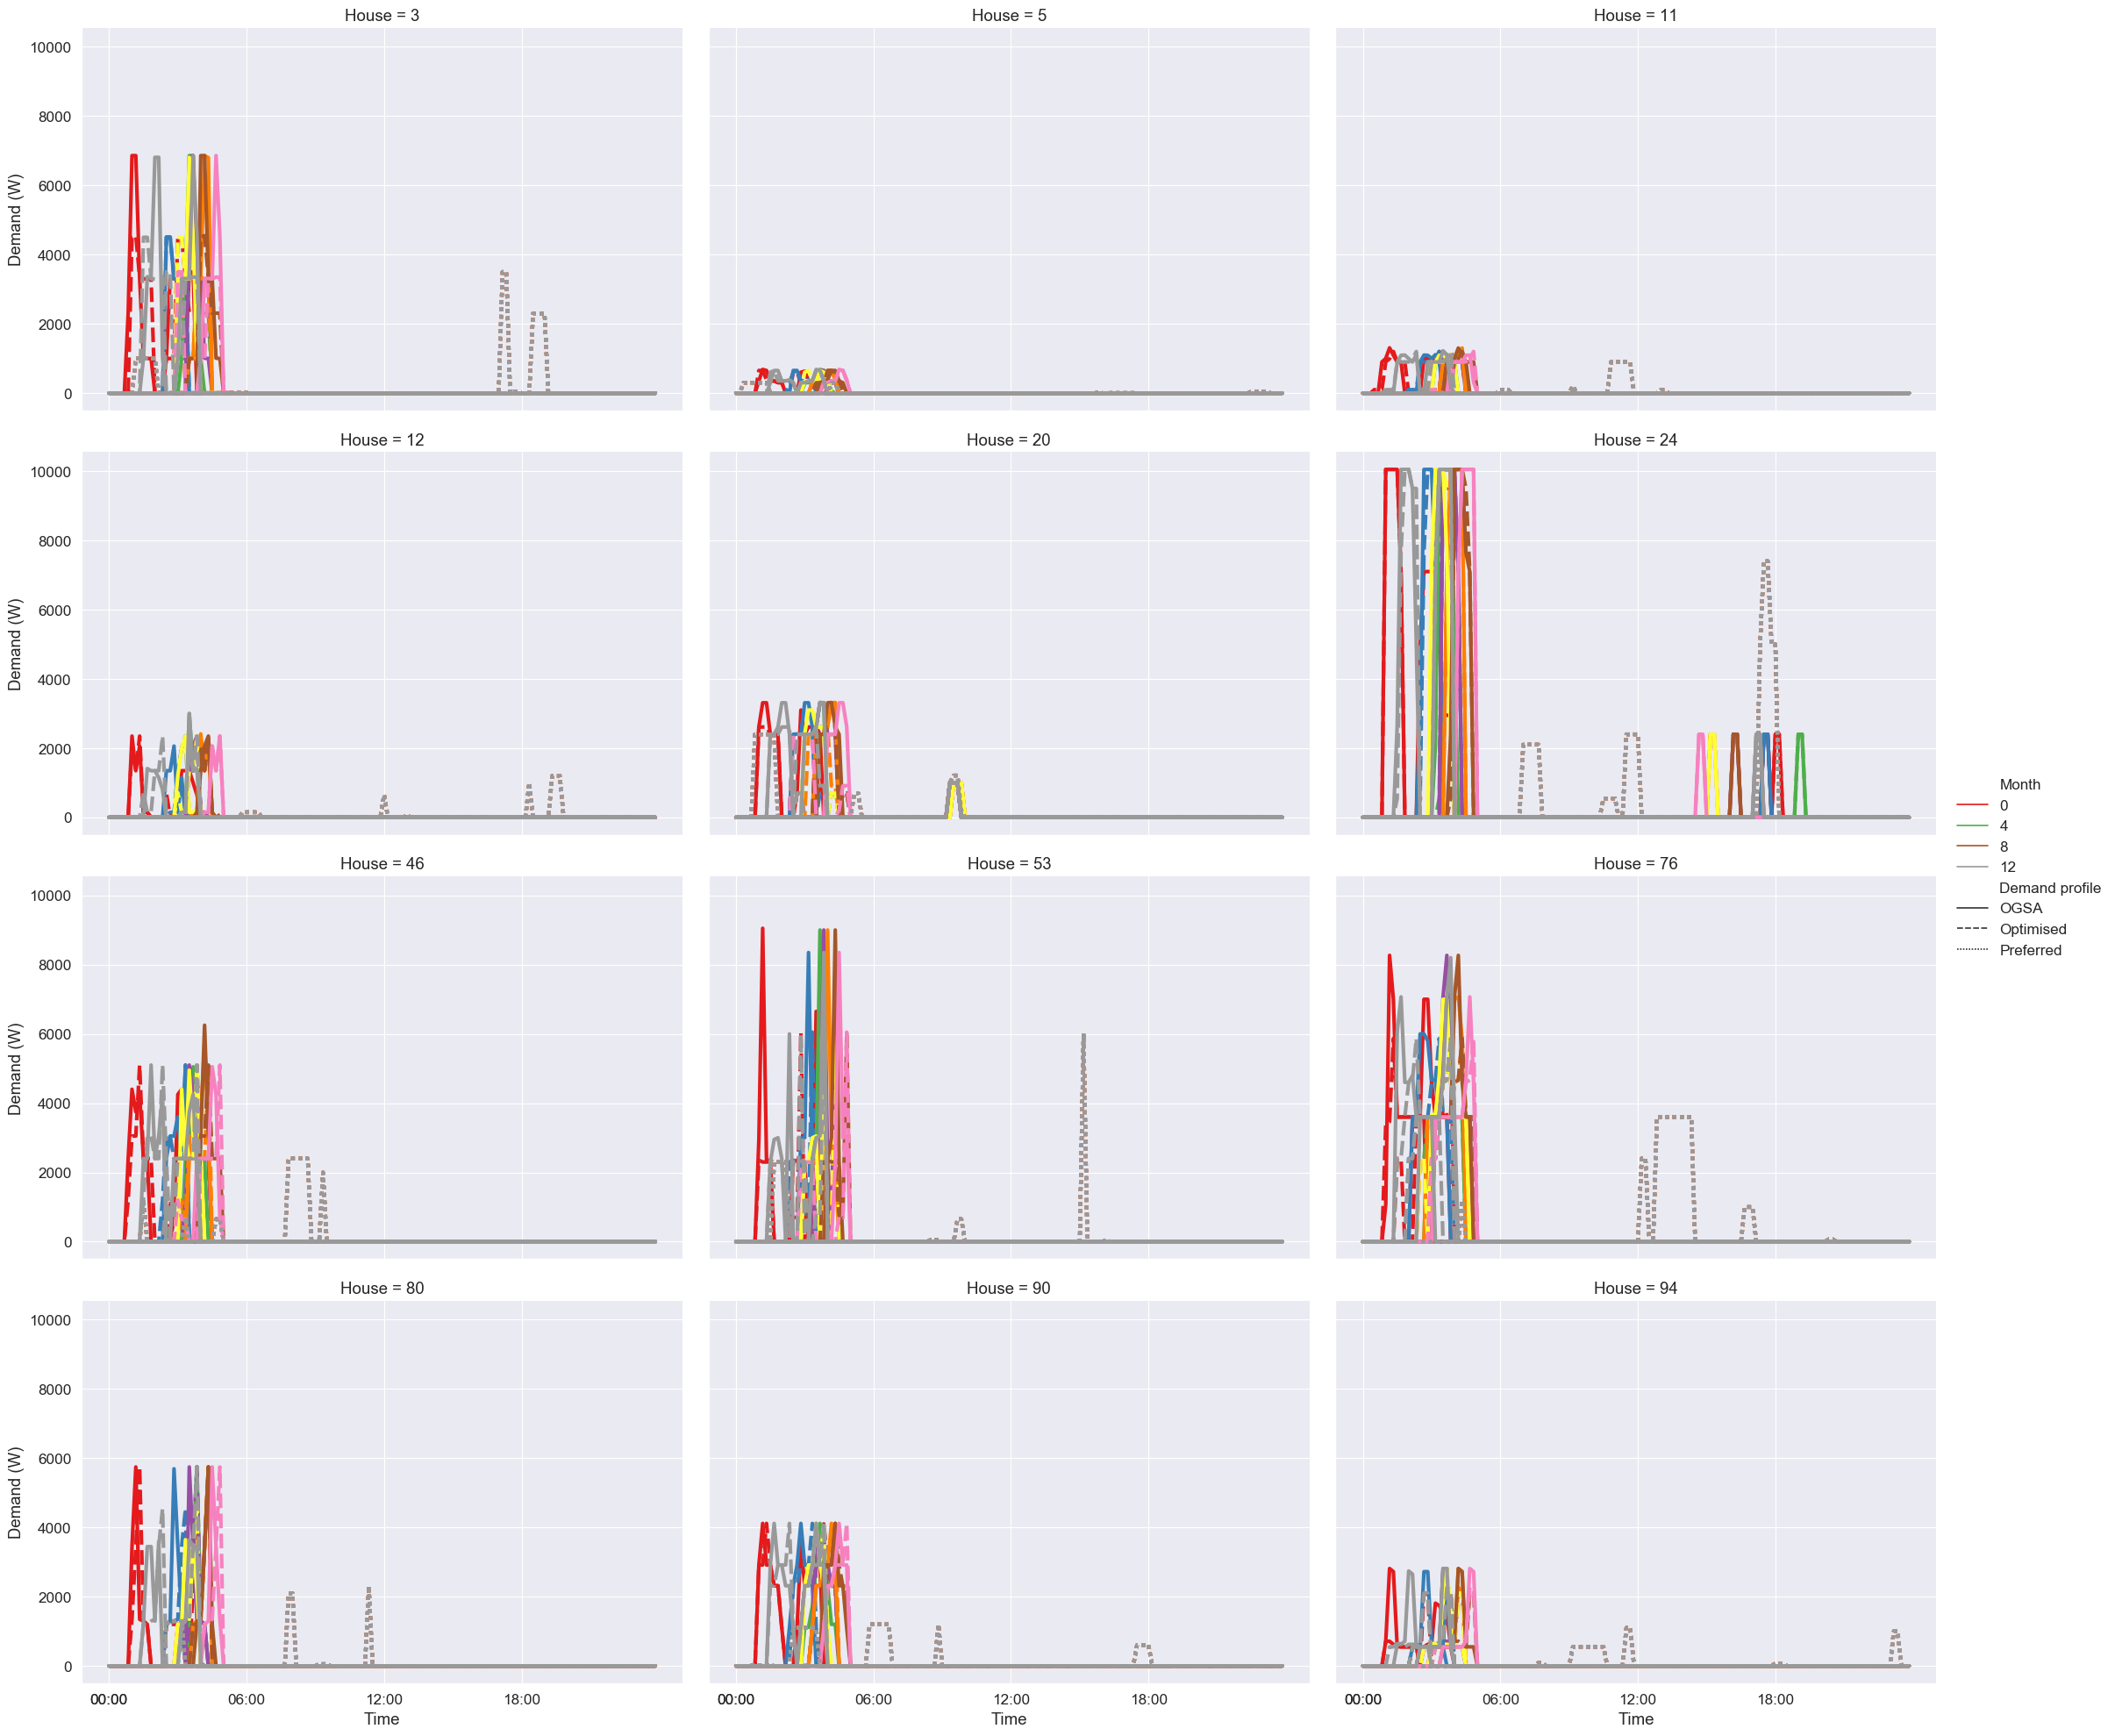 House = 3
House = 5
House = 11
10000
8000
6000
4000
2000
0
Demand (W)
House = 12
House = 20
House = 24
10000
8000
6000
4000
2000
0
Demand (W)
Month
0
4
8
12
Demand profile
OGSA
Optimised
Preferred
House = 46
House = 53
House = 76
10000
8000
6000
4000
2000
0
Demand (W)
House = 80
House = 90
House = 94
10000
8000
6000
4000
2000
0
Demand (W)
00:00 06:00 12:00 18:00
00:00 06:00 12:00 18:00
00:00 06:00 12:00 18:00
Time
Time
Time